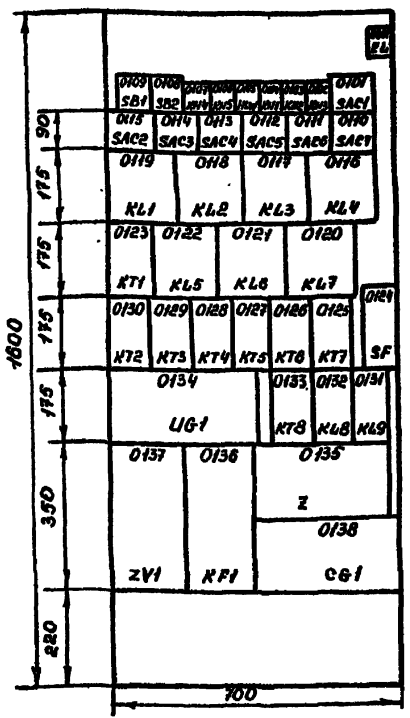 EL
0109 0108 0101
SB1 SB2 SAC1
0115 0114 0113 0112 0111 0110
SAC2 SAC3 SAC4 SAC5 SAC6 SAC7
90
0119 0118 0117 0116
KL1 KL2 KL3 KL4
175
0123 0122 0121 0120
KT1 KL5 KL6 KL7
175
0124
SF
0130 0129 0128 0127 0126 0125
KT2 KT3 KT4 KT5 KT6 KT7
175
1600
0134 0133 0132 0131
UG1 KT8 KL8 KL9
175
0137 0136 0135
Z
0138
ZV1 KF1 CG1
350
220
700